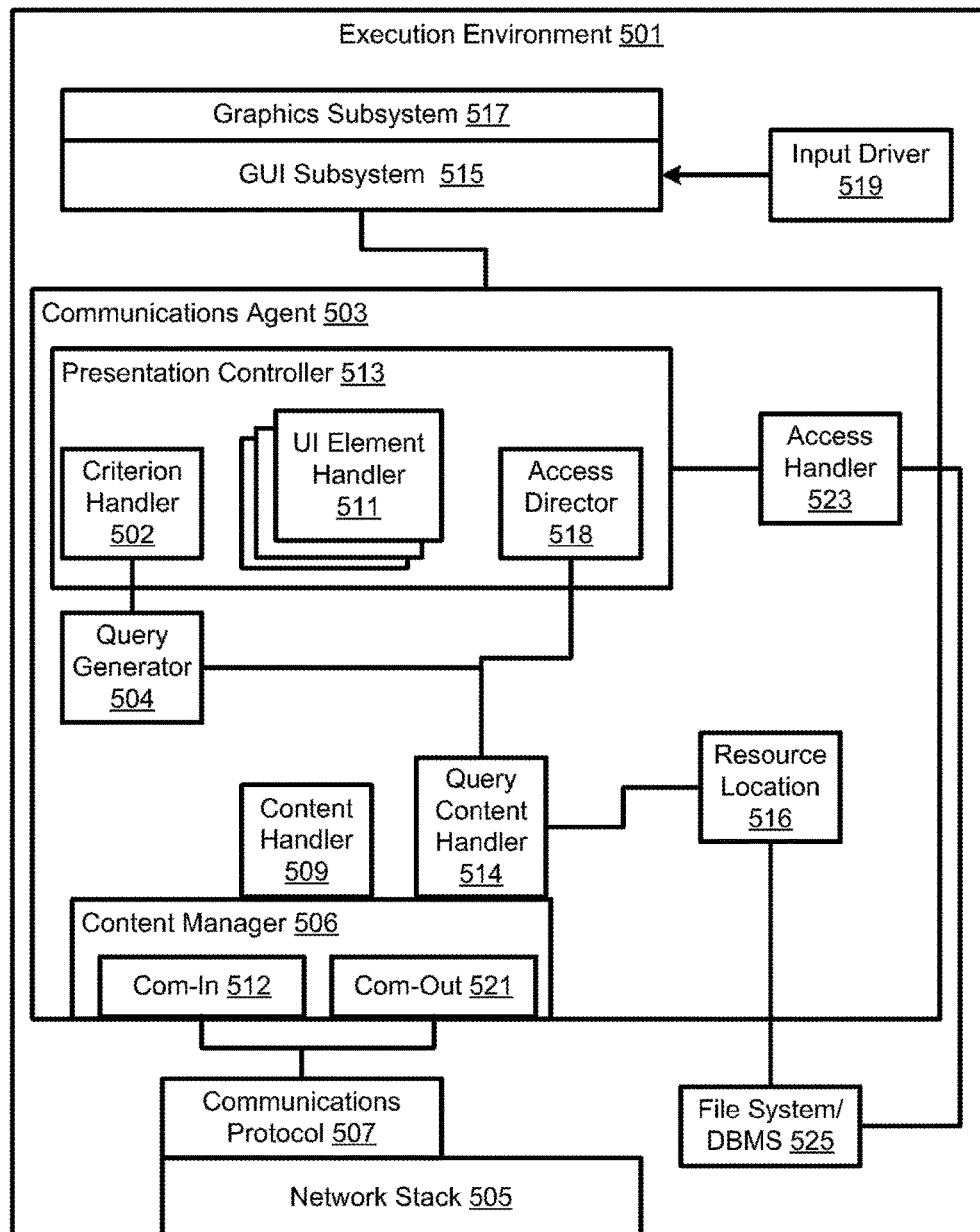 Execution Environment 501
Graphics Subsystem 517
GUI Subsystem 515
Input Driver
519
Communications Agent 503
Presentation Controller 513
Criterion
Handler
502
UI Element
Handler
511
Access
Director
518
Access
Handler
523
Query
Generator
504
Content
Handler
509
Query
Content
Handler
514
Resource
Location
516
Content Manager 506
Com-In 512
Com-Out 521
Communications
Protocol 507
File System/
DBMS 525
Network Stack 505